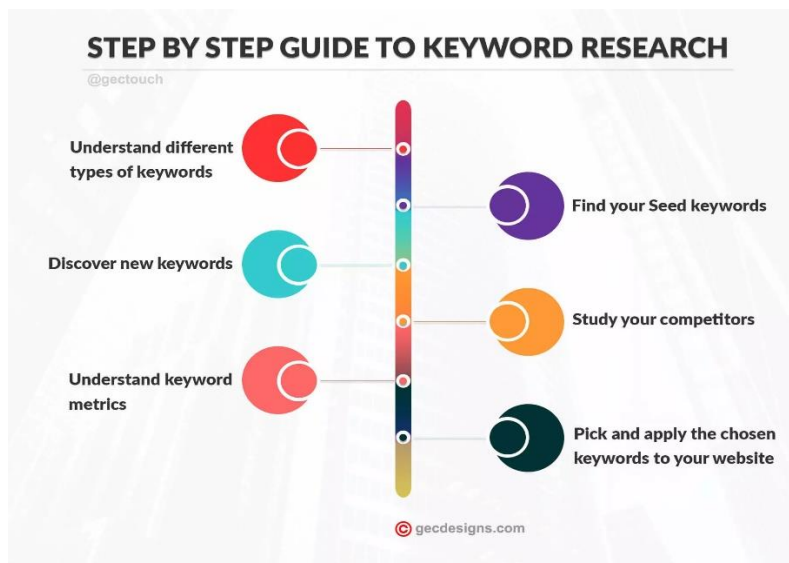 STEP BY STEP GUIDE TO KEYWORD RESEARCH
@gectouch
Understand different
types of keywords
Find your Seed keywords
Discover new keywords
Study your competitors
Understand keyword
metrics
Pick and apply the chosen
keywords to your website
© gecdesigns.com